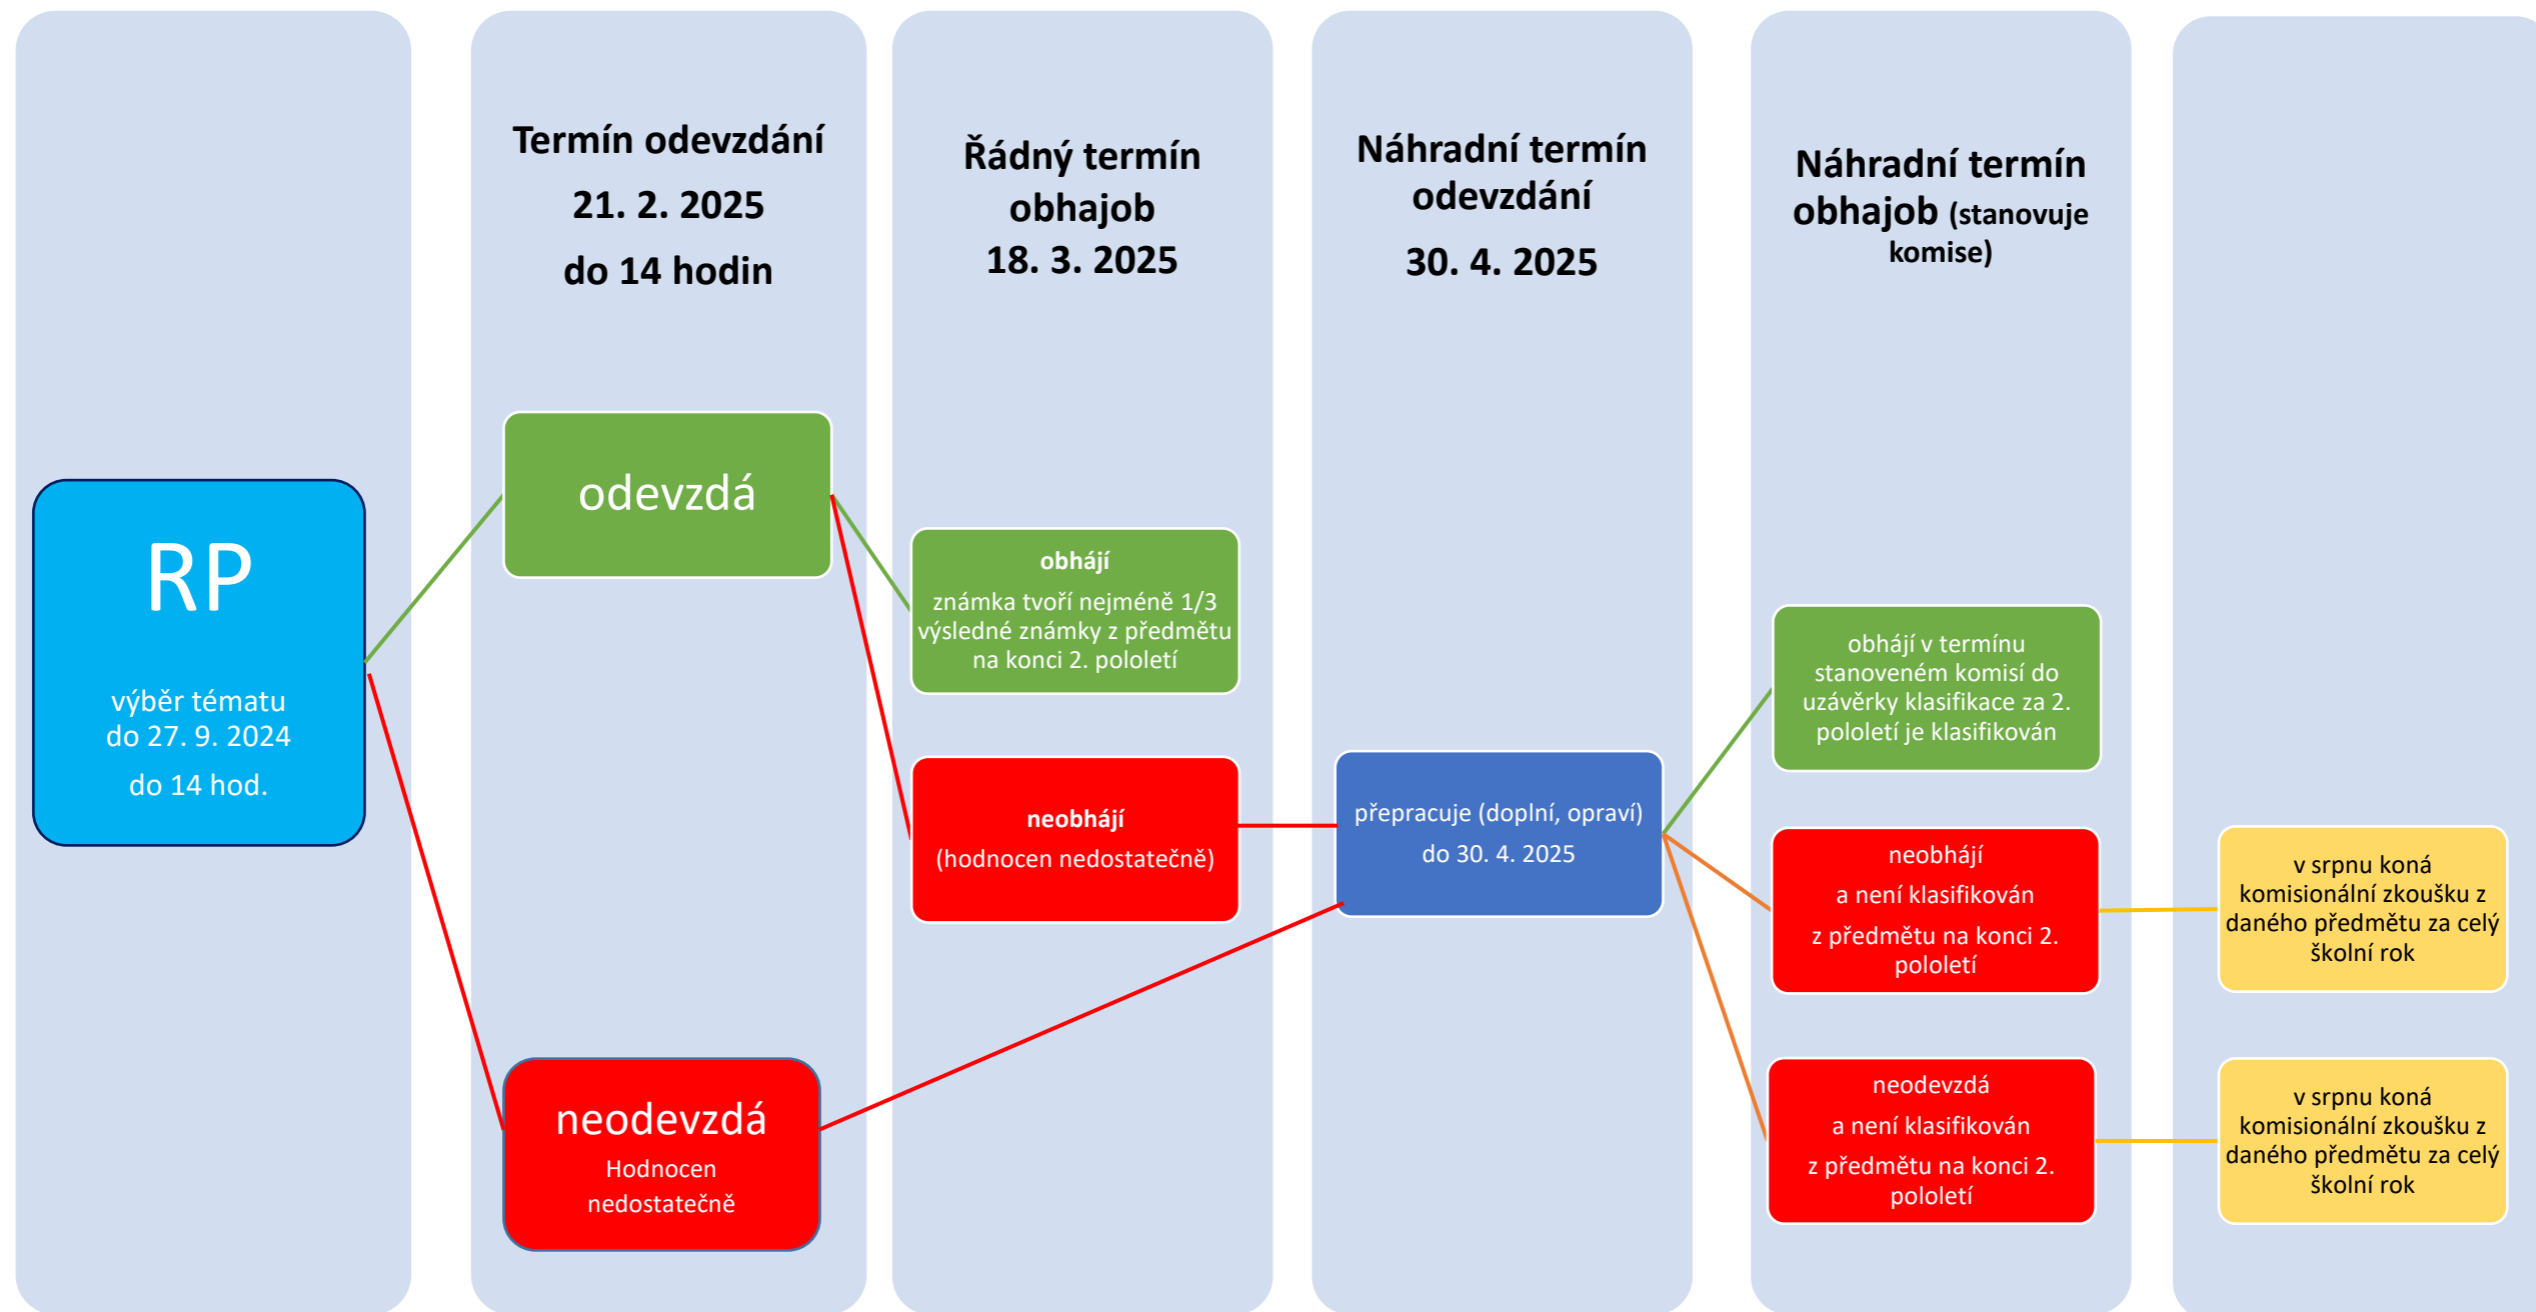 RP
výběr tématu
do 27. 9. 2024
do 14 hod.
Termín odevzdání
21. 2. 2025
do 14 hodin
odevzdá
neodevzdá
Hodnocen
nedostatečně
Řádný termín
obhajob
18. 3. 2025
obhájí
známka tvoří nejméně 1/3
výsledné známky z předmětu
na konci 2. pololetí
neobhájí
(hodnocen nedostatečně)
Náhradní termín
odevzdání
30. 4. 2025
přepracuje (doplní, opraví)
do 30. 4. 2025
Náhradní termín
obhajob (stanovuje
komise)
obhájí v termínu
stanoveném komisí do
uzávěrky klasifikace za 2.
pololetí je klasifikován
neobhájí
a není klasifikován
z předmětu na konci 2.
pololetí
neodevzdá
a není klasifikován
z předmětu na konci 2.
pololetí
v srpnu koná
komisionální zkoušku z
daného předmětu za celý
školní rok
v srpnu koná
komisionální zkoušku z
daného předmětu za celý
školní rok